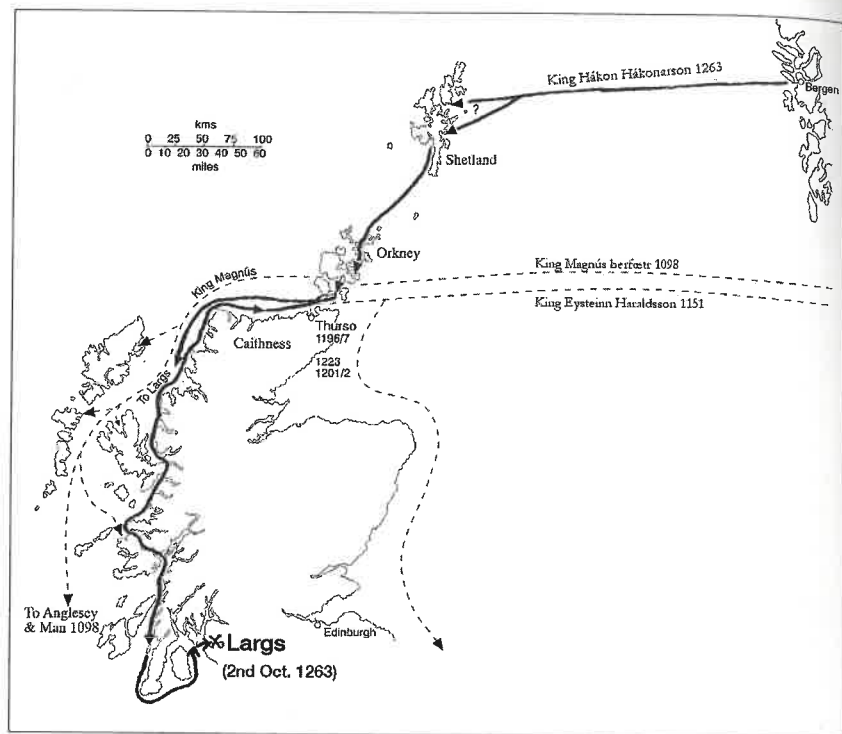 King Hákon Hákonarson 1263
Bergen
?
kms
0 25 50 75 100
0 10 20 30 40 50 60
miles
Shetland
Orkney
King Magnús
King Magnús berfœtr 1098
King Eysteinn Haraldsson 1151
Thurso
1196/7
Caithness
1223
1201/2
To Largs
To Anglesey
& Man 1098
Edinburgh
Largs
(2nd Oct. 1263)